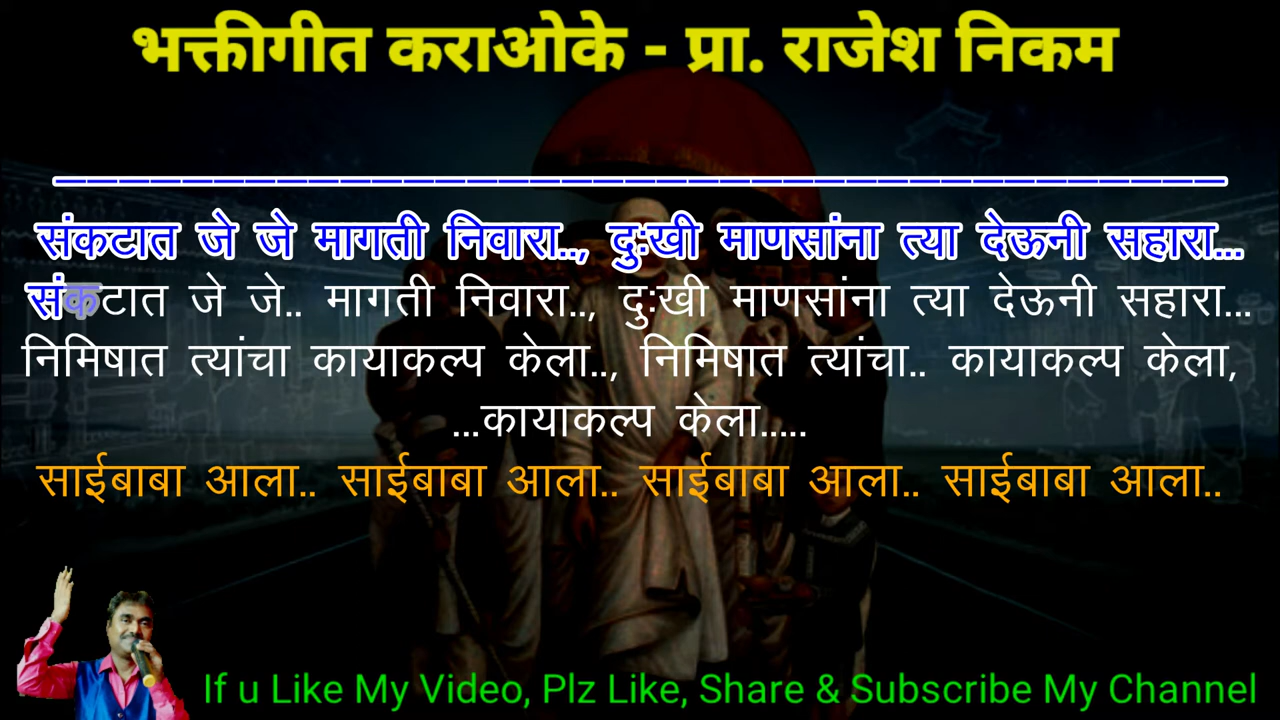 भक्तीगीत कराओके - प्रा. राजेश निकम
संकटात जे जे मागती निवारा.., दुःखी माणसांना त्या देऊनी सहारा...
संकटात जे जे.. मागती निवारा.., दुःखी माणसांना त्या देऊनी सहारा...
निमिषात त्यांचा कायाकल्प केला.., निमिषात त्यांचा.. कायाकल्प केला,
...कायाकल्प केला.....
साईबाबा आला.. साईबाबा आला.. साईबाबा आला.. साईबाबा आला..
If u Like My Video, Plz Like, Share & Subscribe My Channel